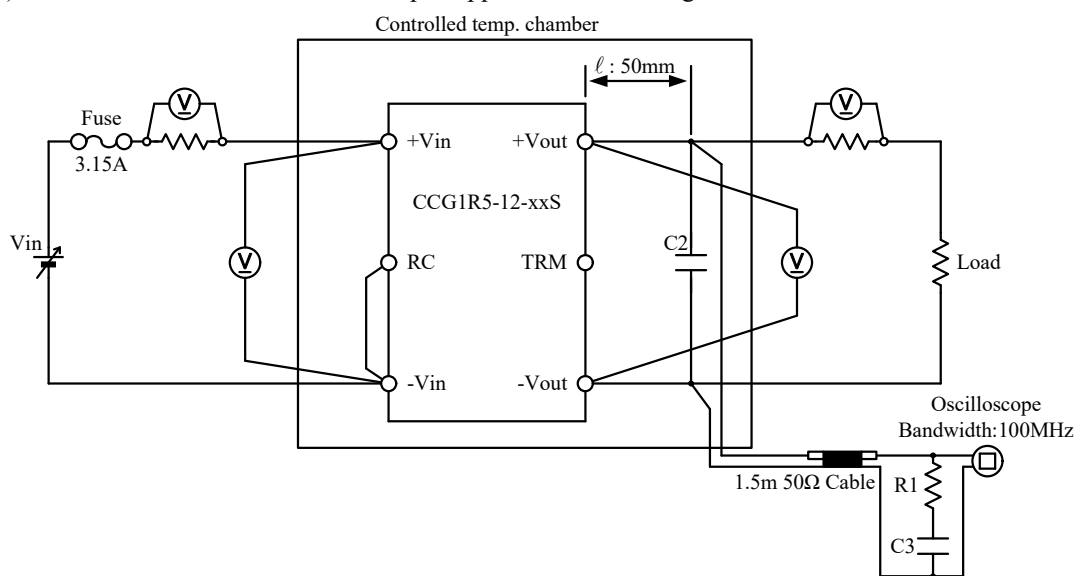 Controlled temp. chamber
ℓ : 50mm
V
V
Fuse
3.15A
+Vin
+Vout
CCG1R5-12-xxS
Vin
V
RC
TRM
C2
V
Load
-Vin
-Vout
Oscilloscope
Bandwidth:100MHz
1.5m 50Ω Cable
R1
C3